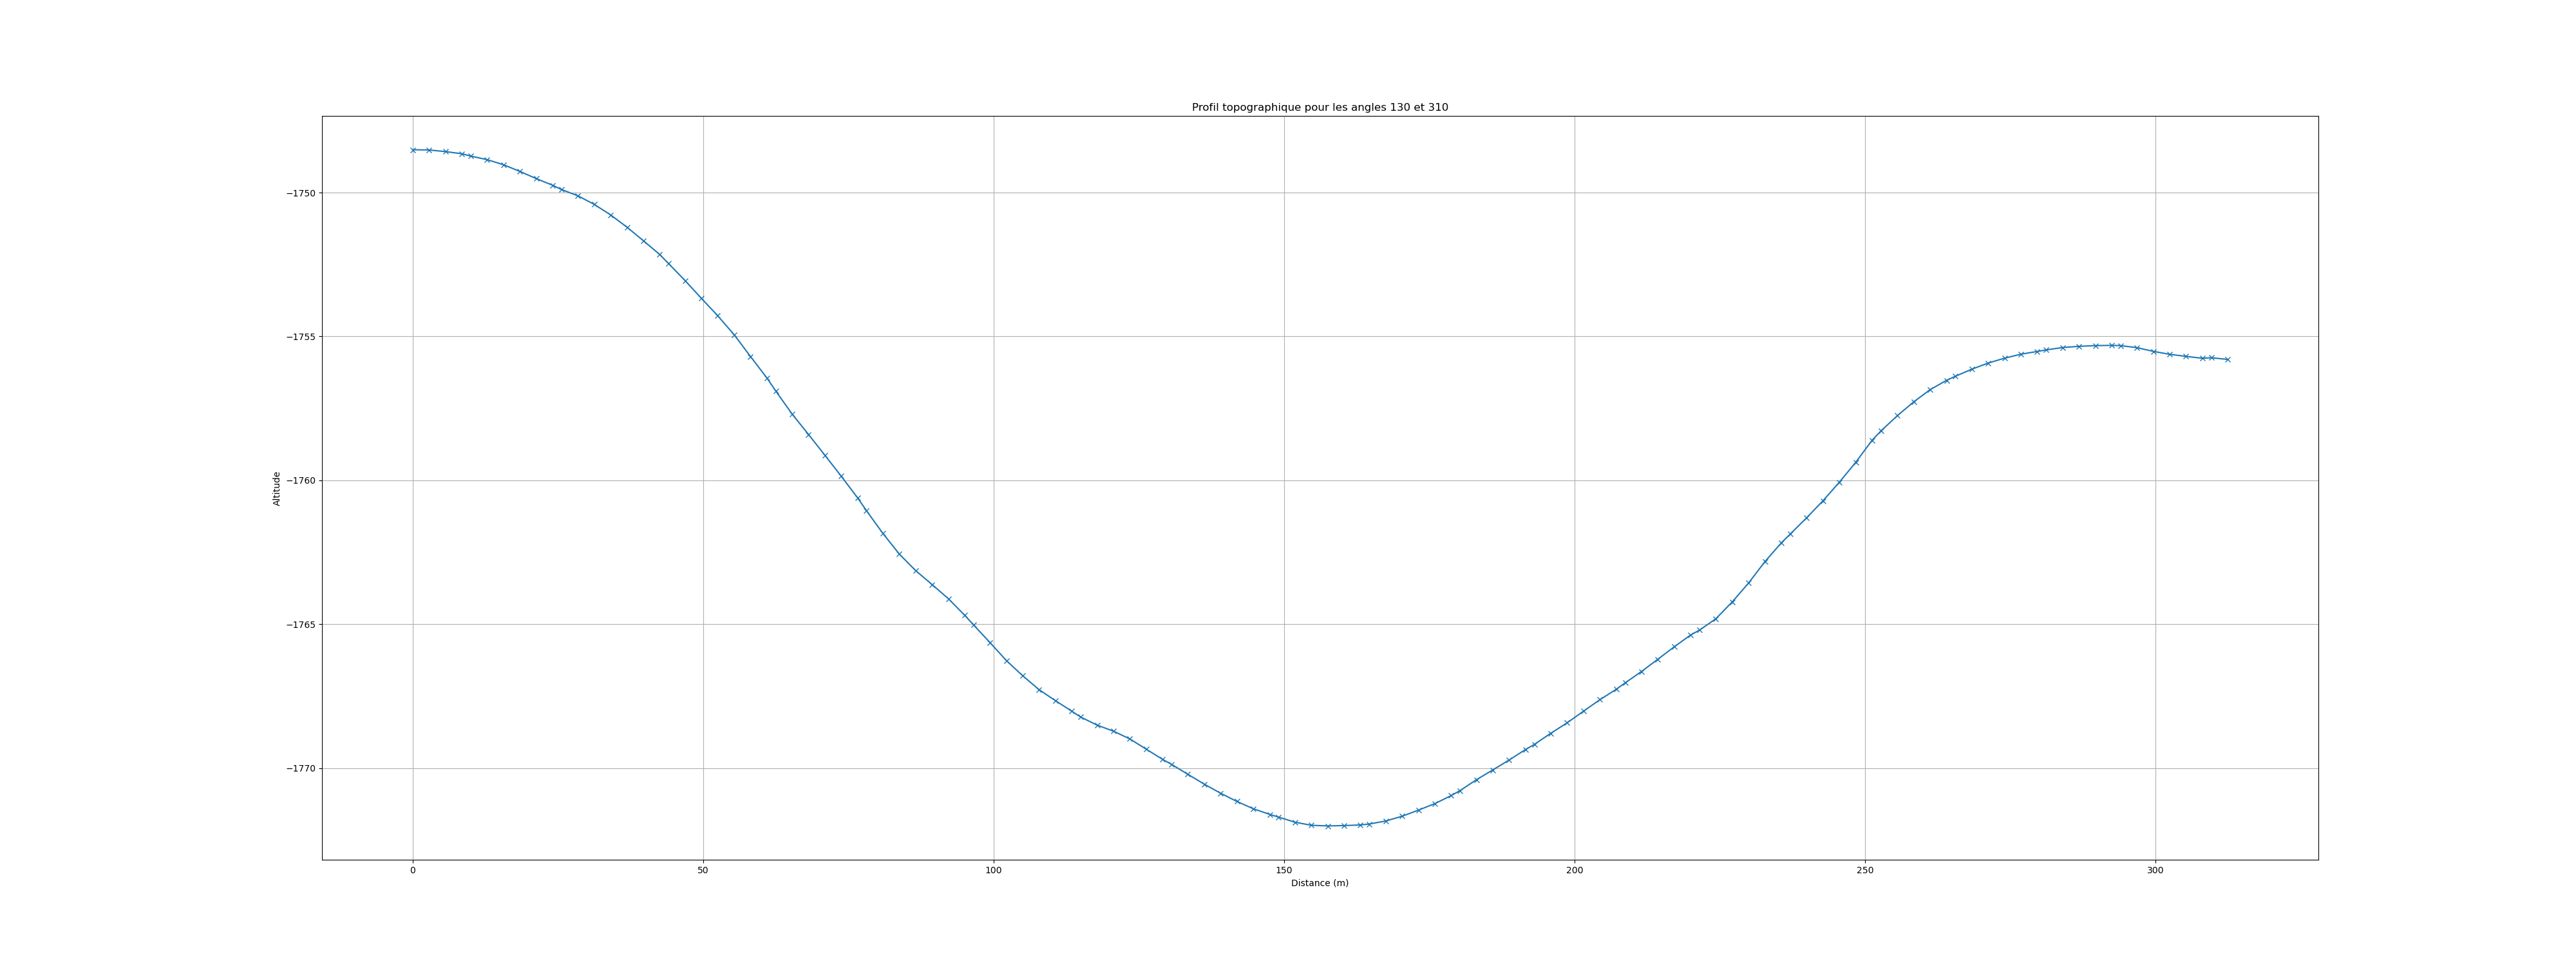 Profil topographique pour les angles 130 et 310
−1750
−1755
−1760
−1765
−1770
Altitude
0 50 100 150 200 250 300
Distance (m)